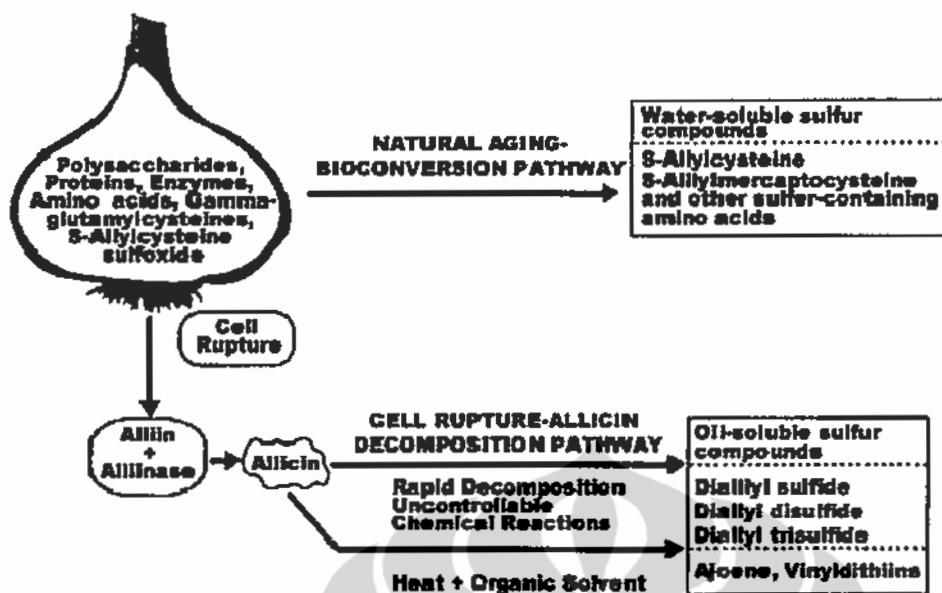 Polysaccharides,
Proteins, Enzymes,
Amino acids, Gamma-
glutamylcysteines,
S-Allylcysteine
sulfoxide
NATURAL AGING-
BIOCONVERSION PATHWAY
Water-soluble sulfur
compounds
S-Allylcysteine
S-Allylmercaptocysteine
and other sulfer-containing
amino acids
Cell
Rupture
Alliin
+
Alliinase
Allicin
CELL RUPTURE-ALLICIN
DECOMPOSITION PATHWAY
Rapid Decomposition
Uncontrollable
Chemical Reactions
Heat + Organic Solvent
Oil-soluble sulfur
compounds
Diallyl sulfide
Diallyl disulfide
Diallyl trisulfide
Ajoene, Vinyldithiins